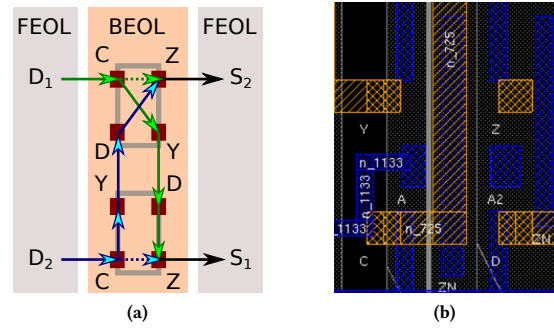 FEOL BEOL FEOL
C Z
D1 S2
D Y
Y D
D2 S1
C Z
(a)
n_725
Y Z
n_1133
n_1133
A A2
_1133 n_725
ZN
C D
ZN
(b)